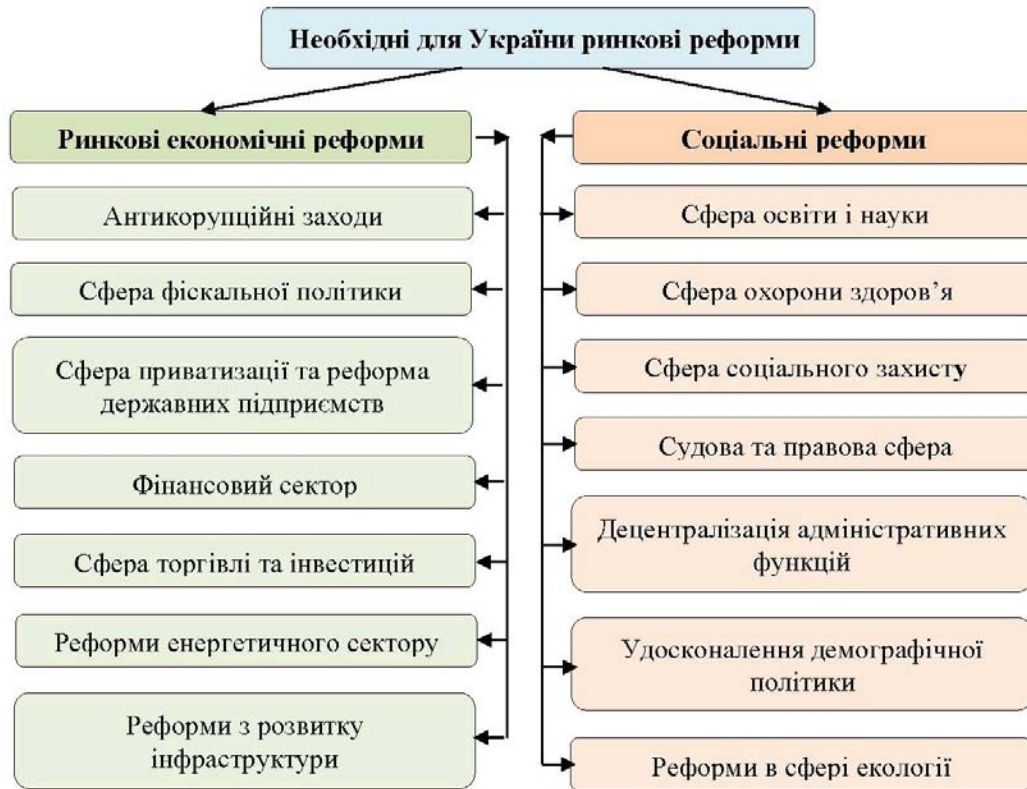 Необхідні для України ринкові реформи
Ринкові економічні реформи
Антикорупційні заходи
Сфера фіскальної політики
Сфера приватизації та реформа
державних підприємств
Фінансовий сектор
Сфера торгівлі та інвестицій
Реформи енергетичного сектору
Реформи з розвитку
інфраструктури
Соціальні реформи
Сфера освіти і науки
Сфера охорони здоров’я
Сфера соціального захисту
Судова та правова сфера
Децентралізація адміністративних
функцій
Удосконалення демографічної
політики
Реформи в сфері екології